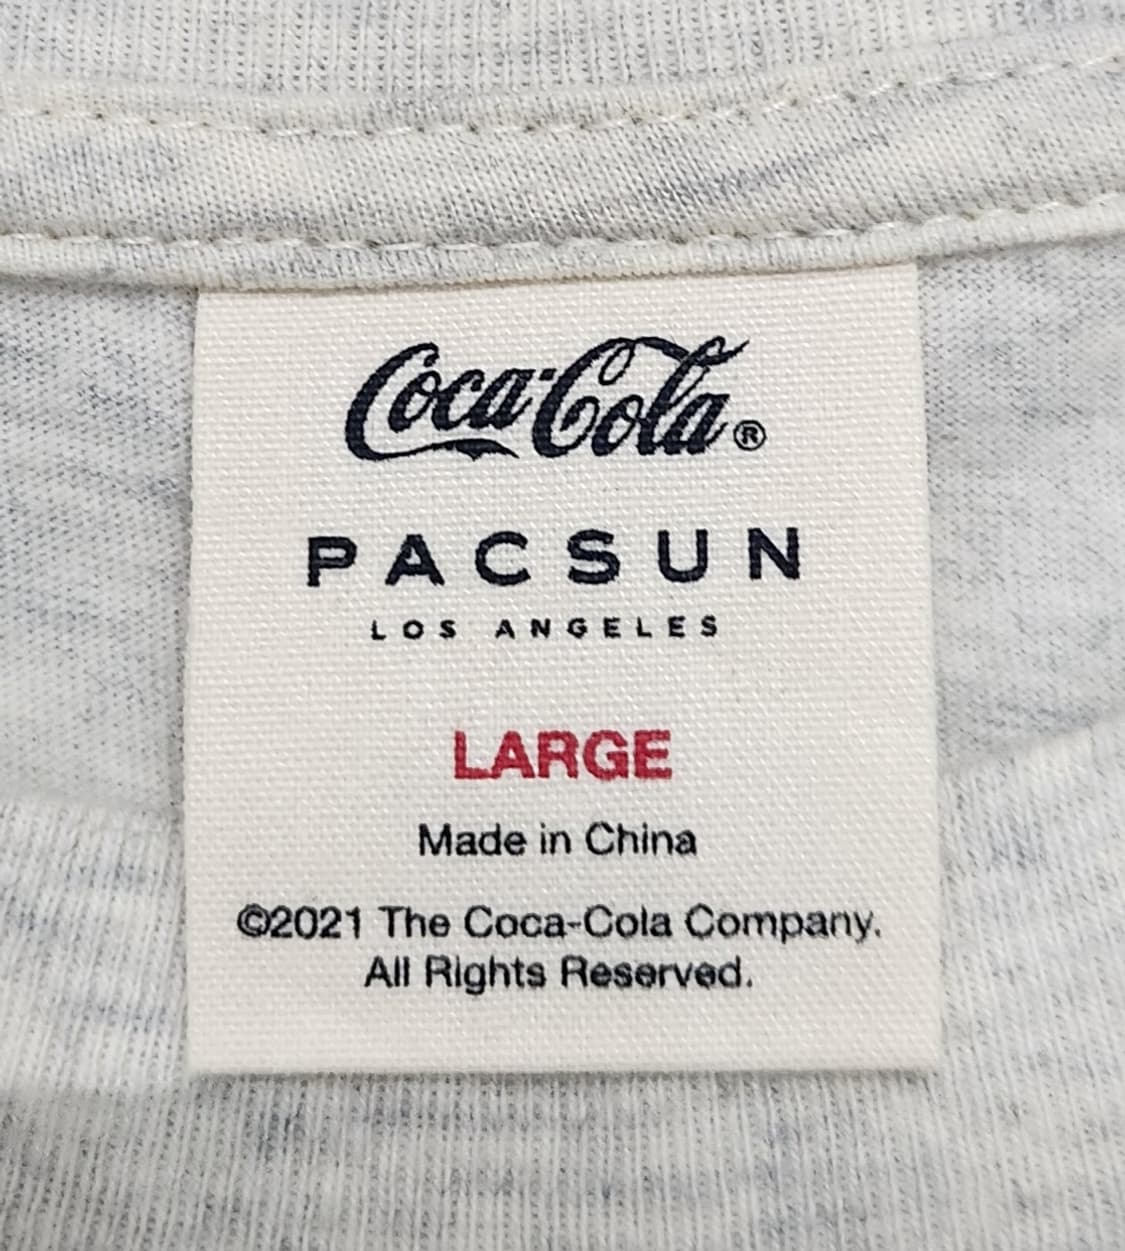 Coca-Cola®
PACSUN
LOS ANGELES
LARGE
Made in China
©2021 The Coca-Cola Company.
All Rights Reserved.